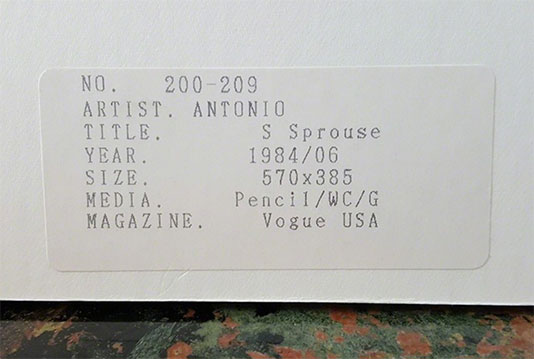 NO. 200-209
ARTIST. ANTONIO
TITLE. S Sprouse
YEAR. 1984/06
SIZE. 570x385
MEDIA. Pencil/WC/G
MAGAZINE. Vogue USA